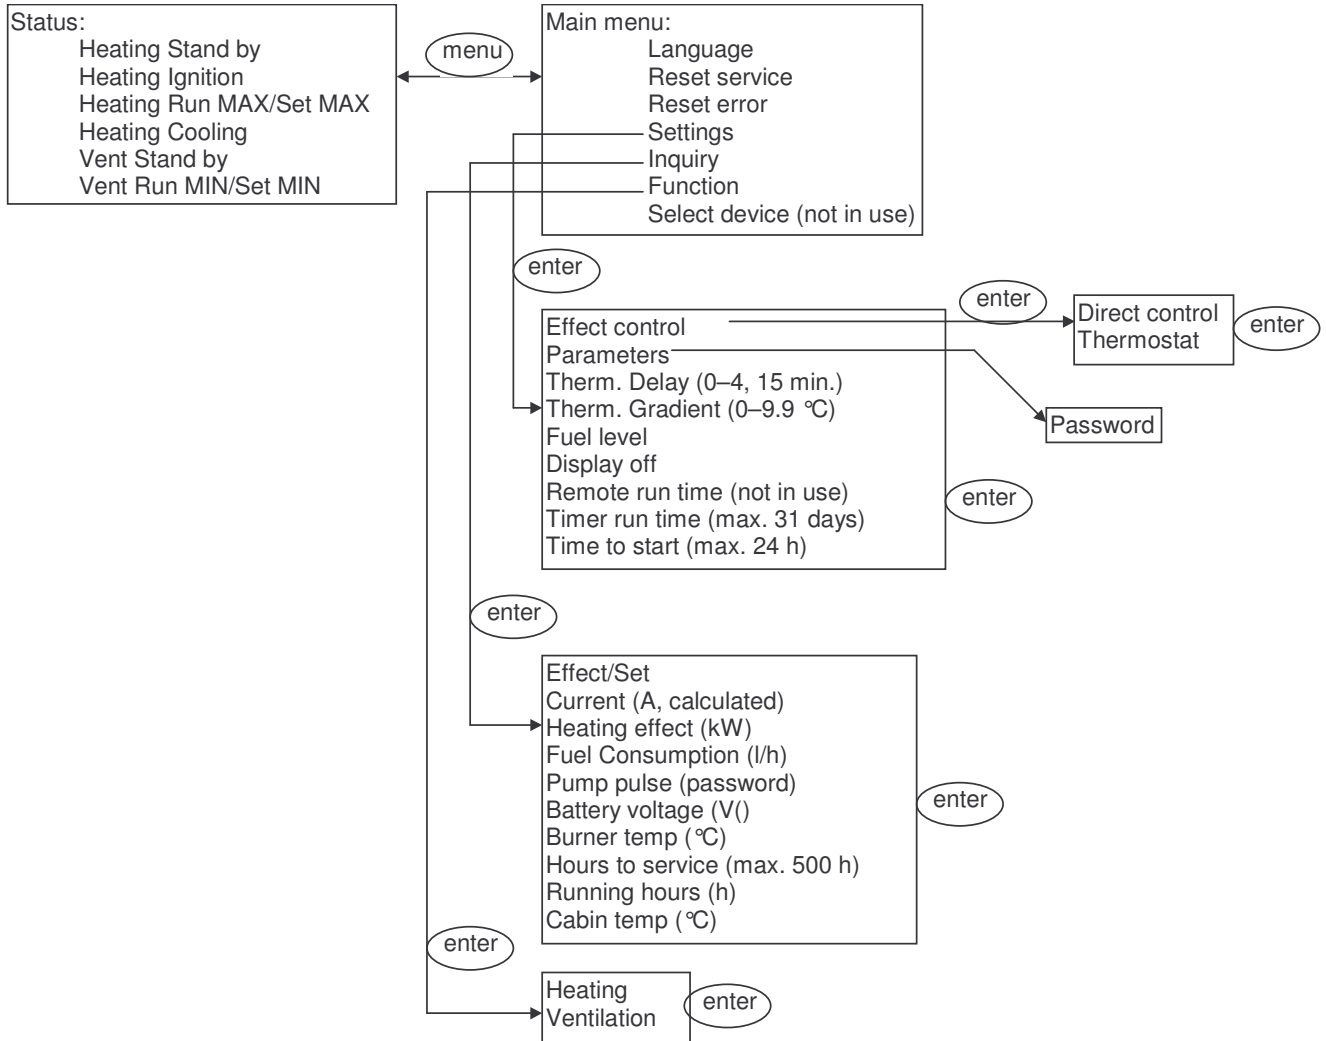 Status:
Heating Stand by
Heating Ignition
Heating Run MAX/Set MAX
Heating Cooling
Vent Stand by
Vent Run MIN/Set MIN
menu
Main menu:
Language
Reset service
Reset error
Settings
Inquiry
Function
Select device (not in use)
enter
Effect control
Parameters
Therm. Delay (0–4, 15 min.)
Therm. Gradient (0–9.9 °C)
Fuel level
Display off
Remote run time (not in use)
Timer run time (max. 31 days)
Time to start (max. 24 h)
enter
enter
Direct control
Thermostat
enter
Password
enter
Effect/Set
Current (A, calculated)
Heating effect (kW)
Fuel Consumption (l/h)
Pump pulse (password)
Battery voltage (V()
Burner temp (°C)
Hours to service (max. 500 h)
Running hours (h)
Cabin temp (°C)
enter
enter
Heating
Ventilation
enter